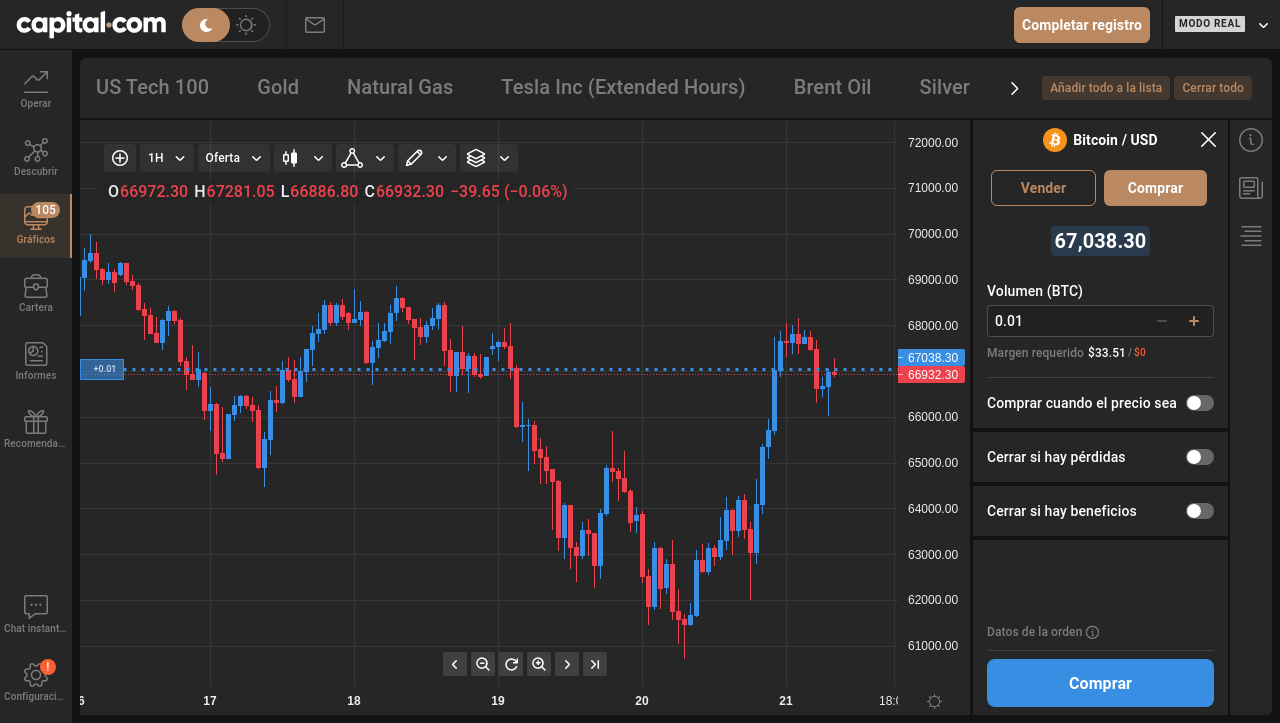 capital.com
Completar registro
MODO REAL
US Tech 100 Gold Natural Gas Tesla Inc (Extended Hours) Brent Oil Silver
Añadir todo a la lista Cerrar todo
Operar
Descubrir
105
Gráficos
Cartera
Informes
Recomenda...
Chat instant...
!
Configuraci...
1H Oferta
O66972.30 H67281.05 L66886.80 C66932.30 −39.65 (−0.06%)
+0.01
72000.00
71000.00
70000.00
69000.00
68000.00
67038.30
66932.30
66000.00
65000.00
64000.00
63000.00
62000.00
61000.00
6 17 18 19 20 21 18:0
Bitcoin / USD
Vender Comprar
67,038.30
Volumen (BTC)
0.01 − +
Margen requerido $33.51 / $0
Comprar cuando el precio sea
Cerrar si hay pérdidas
Cerrar si hay beneficios
Datos de la orden
Comprar